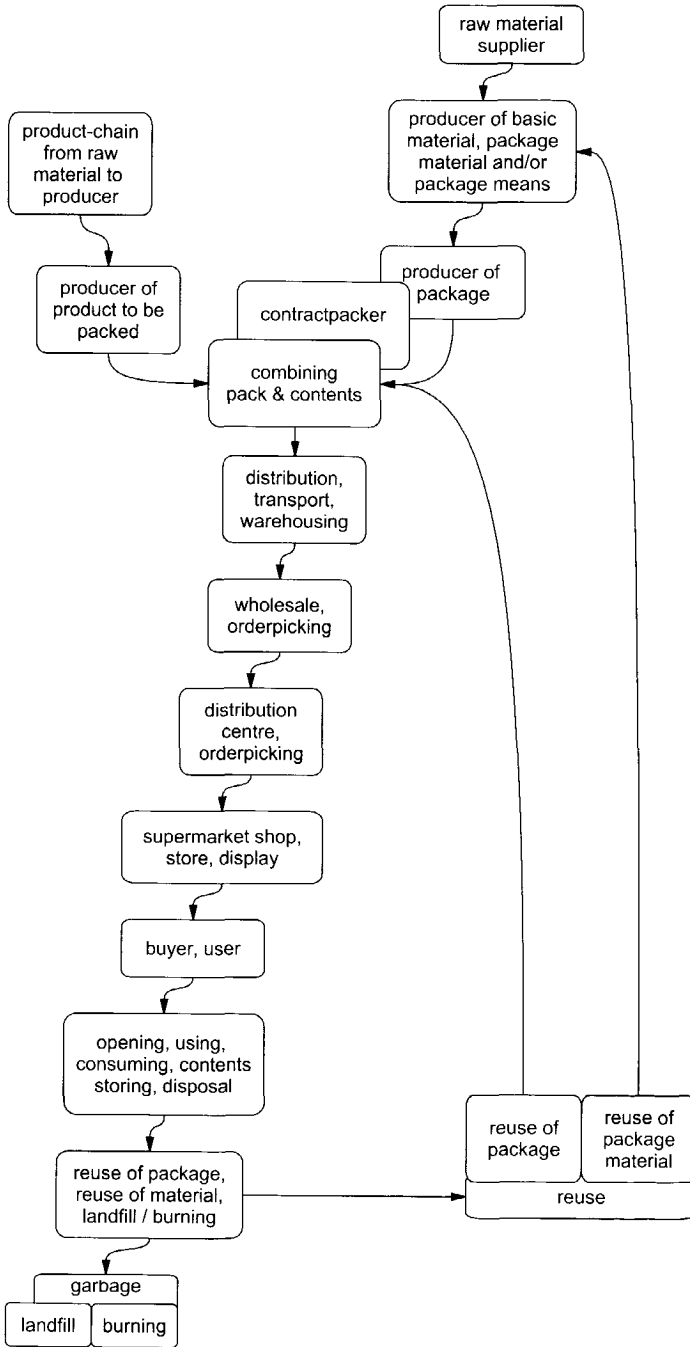 raw material
supplier
producer of basic
material, package
material and/or
package means
product-chain
from raw
material to
producer
producer of
package
producer of
product to be
packed
contractpacker
combining
pack & contents
distribution,
transport,
warehousing
wholesale,
orderpicking
distribution
centre,
orderpicking
supermarket shop,
store, display
buyer, user
opening, using,
consuming, contents
storing, disposal
reuse of
package
reuse of
package
material
reuse
reuse of package,
reuse of material,
landfill / burning
garbage
landfill
burning